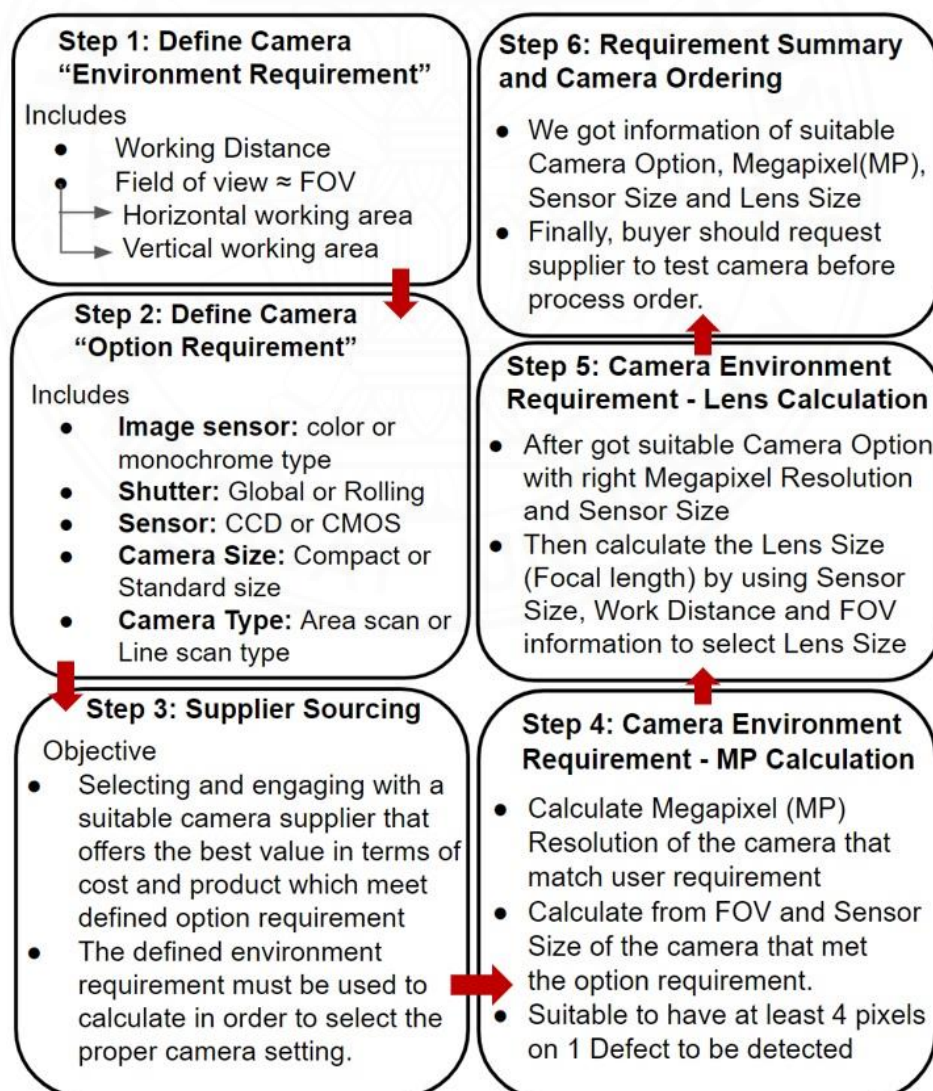 Step 1: Define Camera
“Environment Requirement”
Includes
● Working Distance
● Field of view ≈ FOV
Horizontal working area
Vertical working area
Step 2: Define Camera
“Option Requirement”
Includes
● Image sensor: color or
monochrome type
● Shutter: Global or Rolling
● Sensor: CCD or CMOS
● Camera Size: Compact or
Standard size
● Camera Type: Area scan or
Line scan type
Step 3: Supplier Sourcing
Objective
● Selecting and engaging with a
suitable camera supplier that
offers the best value in terms of
cost and product which meet
defined option requirement
● The defined environment
requirement must be used to
calculate in order to select the
proper camera setting.
Step 4: Camera Environment
Requirement - MP Calculation
● Calculate Megapixel (MP)
Resolution of the camera that
match user requirement
● Calculate from FOV and Sensor
Size of the camera that met
the option requirement.
● Suitable to have at least 4 pixels
on 1 Defect to be detected
Step 5: Camera Environment
Requirement - Lens Calculation
● After got suitable Camera Option
with right Megapixel Resolution
and Sensor Size
● Then calculate the Lens Size
(Focal length) by using Sensor
Size, Work Distance and FOV
information to select Lens Size
Step 6: Requirement Summary
and Camera Ordering
● We got information of suitable
Camera Option, Megapixel(MP),
Sensor Size and Lens Size
● Finally, buyer should request
supplier to test camera before
process order.